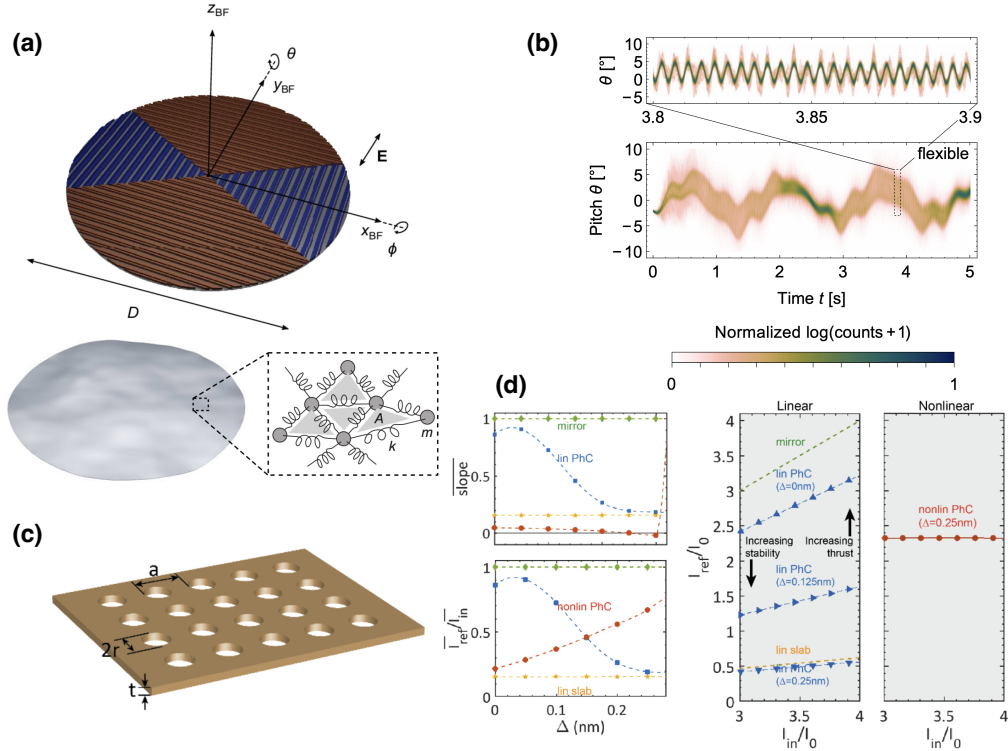 (a)
z_BF
θ
y_BF
E
x_BF
ϕ
D
A
k
m
(b)
θ [°]
10
5
0
−5
3.8
3.85
3.9
flexible
Pitch θ [°]
10
5
0
−5
−10
0
1
2
3
4
5
Time t [s]
Normalized log(counts + 1)
0
1
(c)
a
2r
t
(d)
slope
1
0.5
0
mirror
lin PhC
I_ref/I_in
1
0.5
0
nonlin PhC
lin slab
0
0.1
0.2
Δ (nm)
Linear
Nonlinear
I_ref/I_0
4
3.5
3
2.5
2
1.5
1
0.5
0
mirror
lin PhC
(Δ=0nm)
Increasing
stability
Increasing
thrust
lin PhC
(Δ=0.125nm)
lin slab
lin PhC
(Δ=0.25nm)
3
3.5
4
I_in/I_0
nonlin PhC
(Δ=0.25nm)
3
3.5
4
I_in/I_0